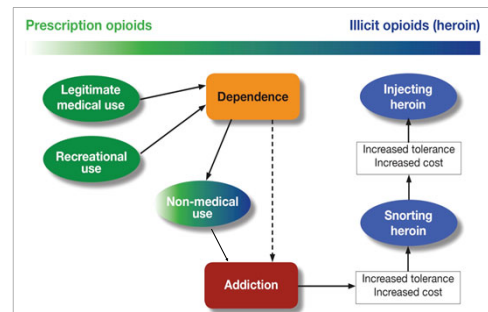 Prescription opioids
Illicit opioids (heroin)
Legitimate
medical use
Dependence
Injecting
heroin
Recreational
use
Increased tolerance
Increased cost
Non-medical
use
Snorting
heroin
Addiction
Increased tolerance
Increased cost